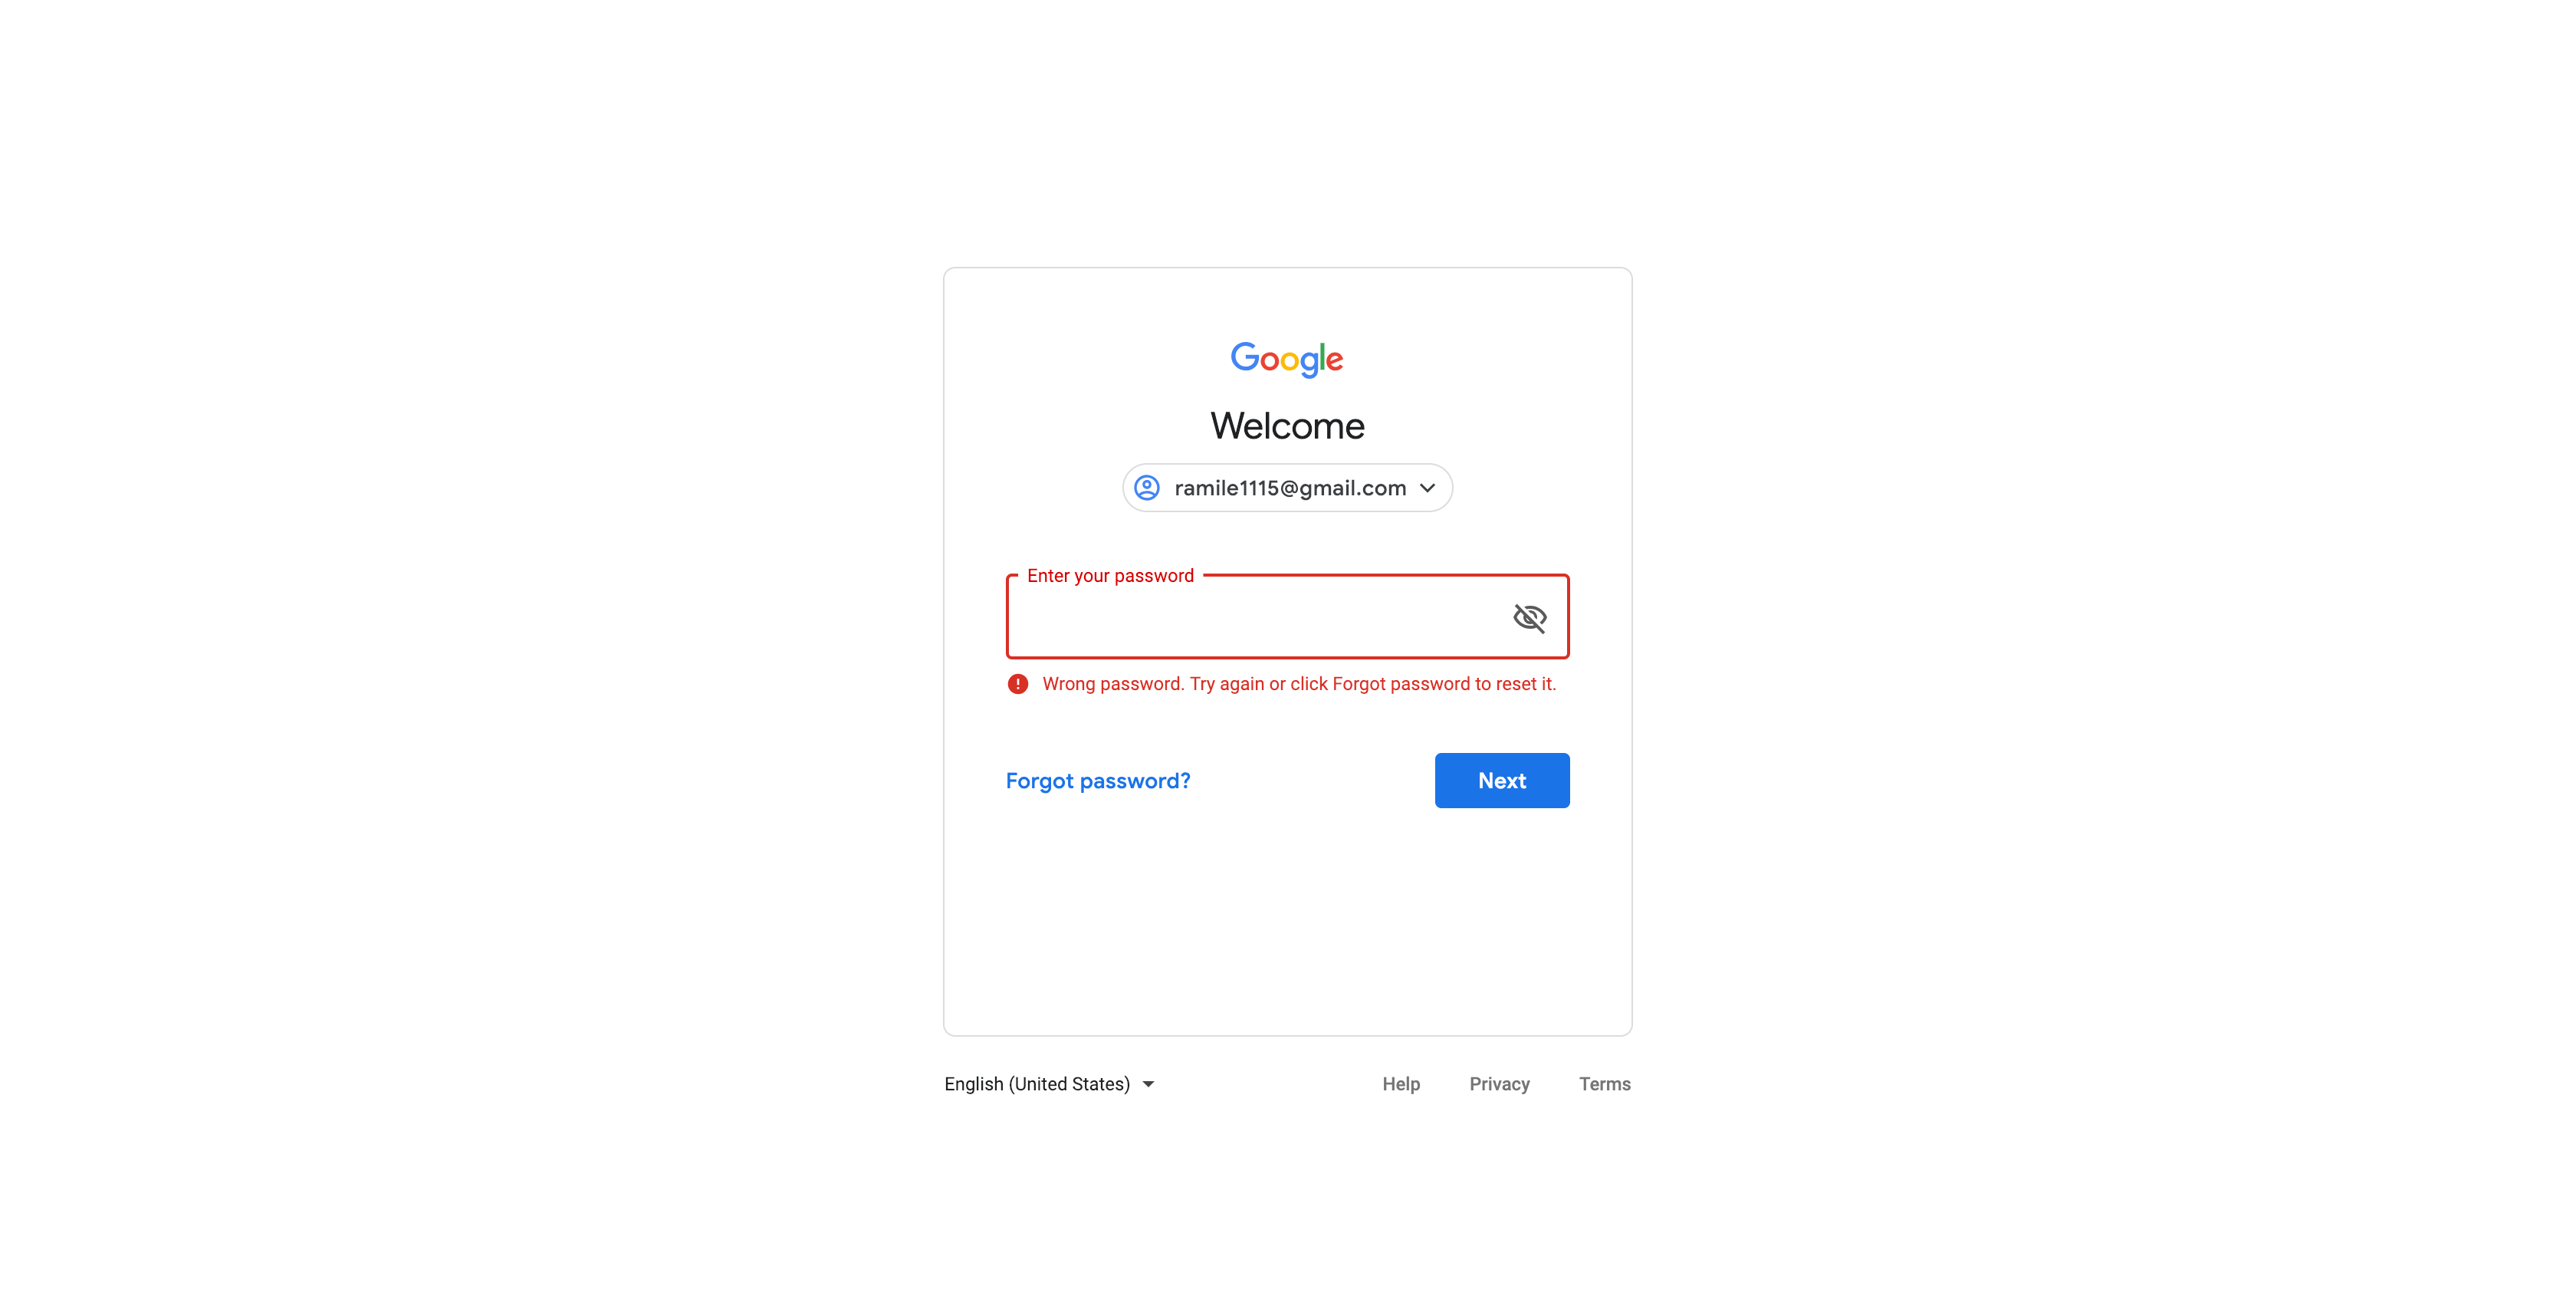 Google
Welcome
ramile1115@gmail.com
Enter your password
Wrong password. Try again or click Forgot password to reset it.
Forgot password?
Next
English (United States)
Help
Privacy
Terms